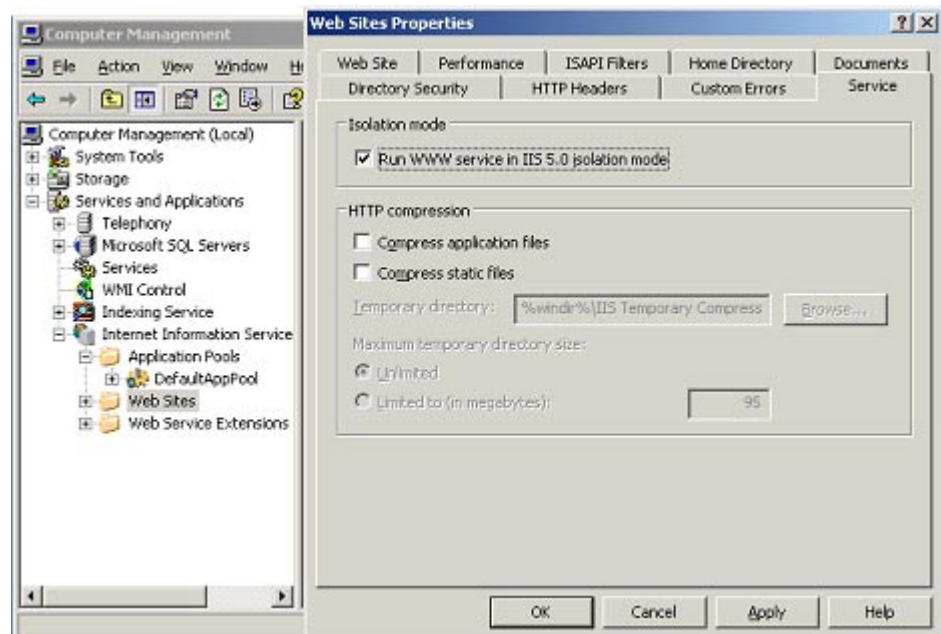 Computer Management
File Action View Window H
Computer Management (Local)
System Tools
Storage
Services and Applications
Telephony
Microsoft SQL Servers
Services
WMI Control
Indexing Service
Internet Information Service
Application Pools
DefaultAppPool
Web Sites
Web Service Extensions
Web Sites Properties
Web Site Performance ISAPI Filters Home Directory Documents
Directory Security HTTP Headers Custom Errors Service
Isolation mode
Run WWW service in IIS 5.0 isolation mode
HTTP compression
Compress application files
Compress static files
Temporary directory: %windir%\IIS Temporary Compress Browse...
Maximum temporary directory size:
Unlimited
Limited to (in megabytes): 95
OK Cancel Apply Help